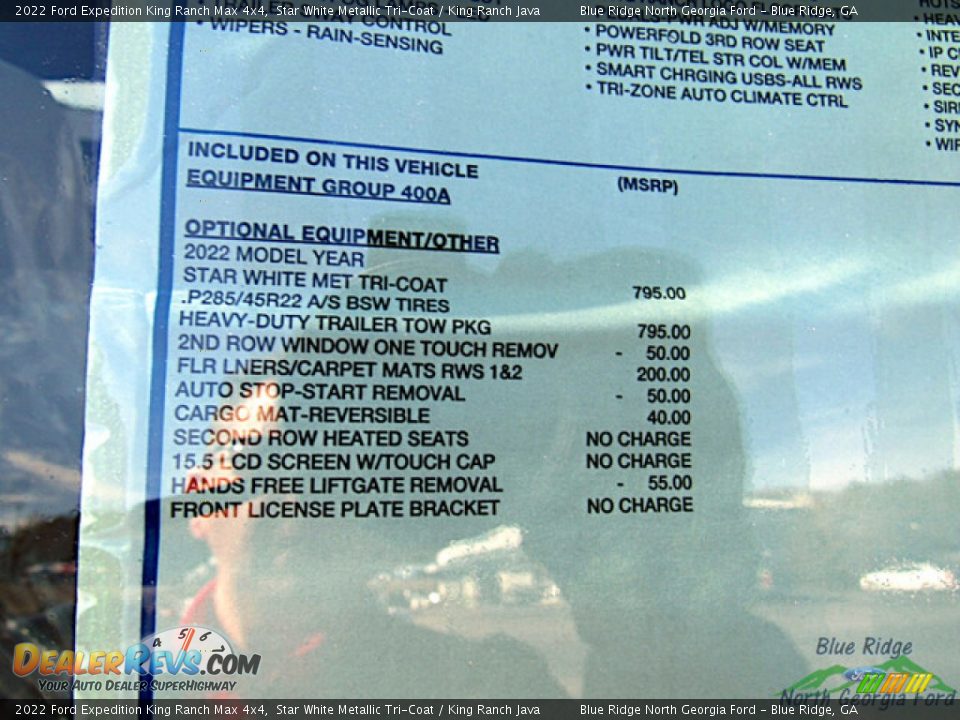 2022 Ford Expedition King Ranch Max 4x4, Star White Metallic Tri-Coat / King Ranch Java Blue Ridge North Georgia Ford - Blue Ridge, GA
CONTROL
• WIPERS - RAIN-SENSING
ADJ W/MEMORY
• POWERFOLD 3RD ROW SEAT
• PWR TILT/TEL STR COL W/MEM
• SMART CHRGING USBS-ALL RWS
• TRI-ZONE AUTO CLIMATE CTRL
INCLUDED ON THIS VEHICLE
(MSRP)
EQUIPMENT GROUP 400A
OPTIONAL EQUIPMENT/OTHER
2022 MODEL YEAR
STAR WHITE MET TRI-COAT 795.00
.P285/45R22 A/S BSW TIRES
HEAVY-DUTY TRAILER TOW PKG 795.00
2ND ROW WINDOW ONE TOUCH REMOV - 50.00
FLR LNERS/CARPET MATS RWS 1&2 200.00
AUTO STOP-START REMOVAL - 50.00
CARGO MAT-REVERSIBLE 40.00
SECOND ROW HEATED SEATS NO CHARGE
15.5 LCD SCREEN W/TOUCH CAP NO CHARGE
HANDS FREE LIFTGATE REMOVAL - 55.00
FRONT LICENSE PLATE BRACKET NO CHARGE
4 5 6 7
DealerRevs.com
Your Auto Dealer SuperHighway
Blue Ridge
Ford
North Georgia Ford
2022 Ford Expedition King Ranch Max 4x4, Star White Metallic Tri-Coat / King Ranch Java Blue Ridge North Georgia Ford - Blue Ridge, GA